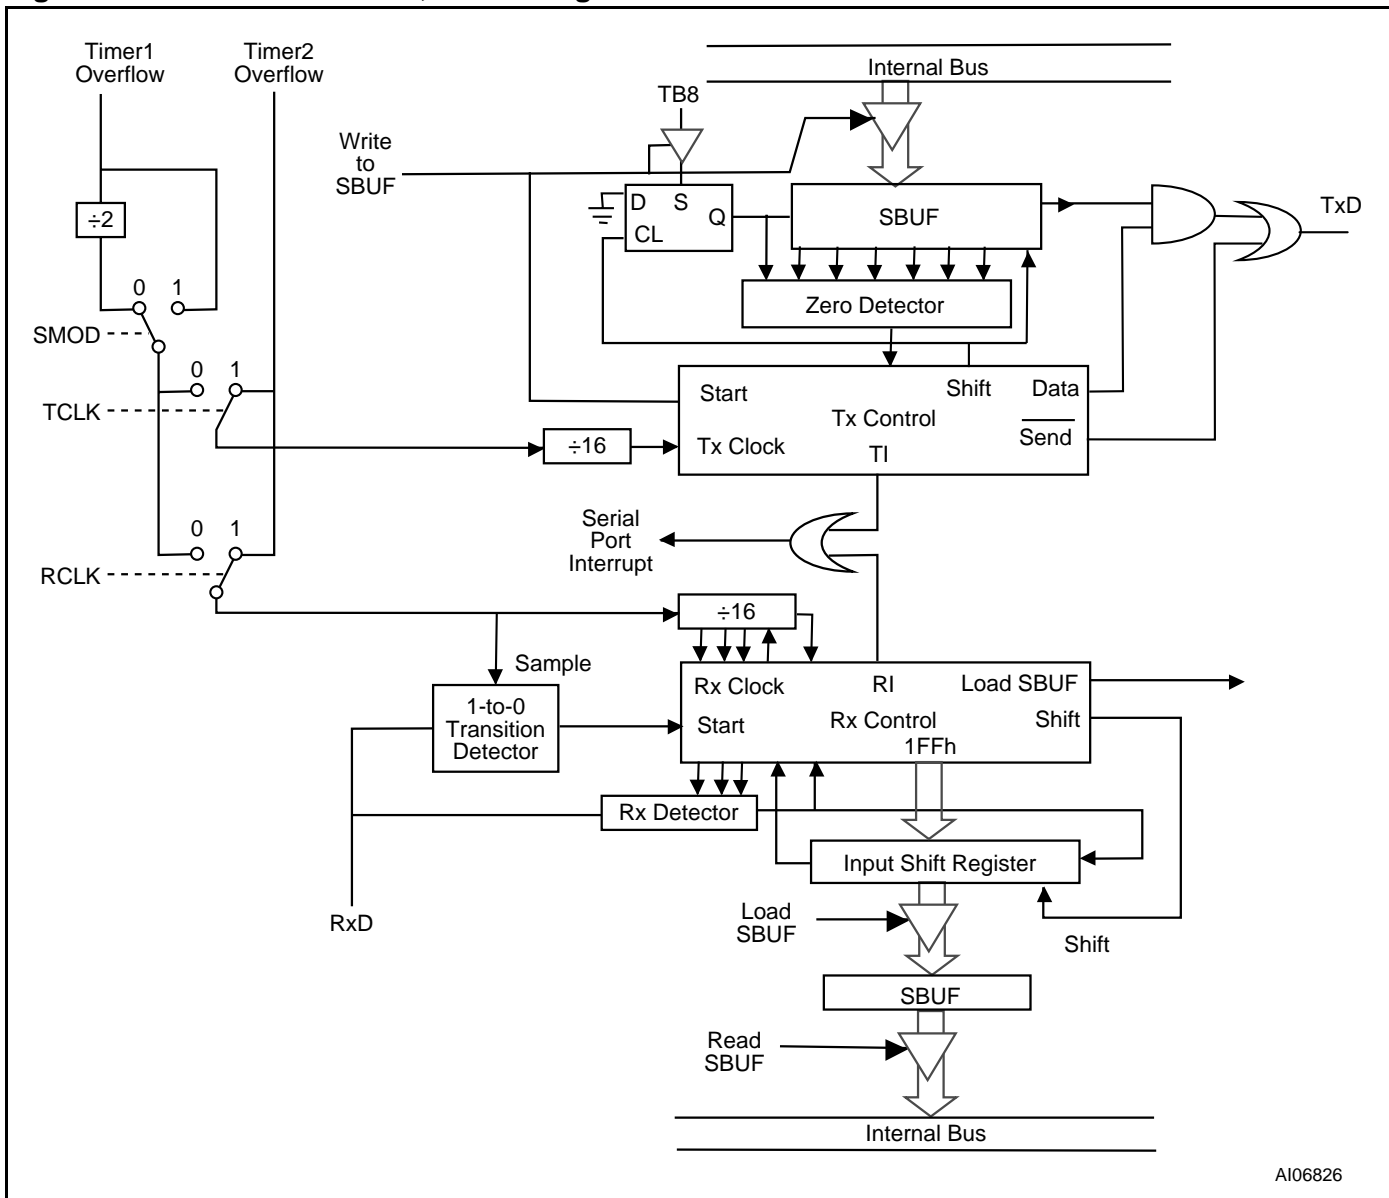 Timer1
Overflow
Timer2
Overflow
Internal Bus
TB8
Write
to
SBUF
÷2
D S
Q
CL
SBUF
TxD
0 1
Zero Detector
SMOD
0 1
TCLK
Start
Shift
Data
Tx Control
Send
÷16
Tx Clock
TI
Serial
Port
Interrupt
0 1
RCLK
÷16
Sample
1-to-0
Transition
Detector
Rx Clock
RI
Load SBUF
Start
Rx Control
Shift
1FFh
Rx Detector
Input Shift Register
RxD
Load
SBUF
Shift
SBUF
Read
SBUF
Internal Bus
AI06826